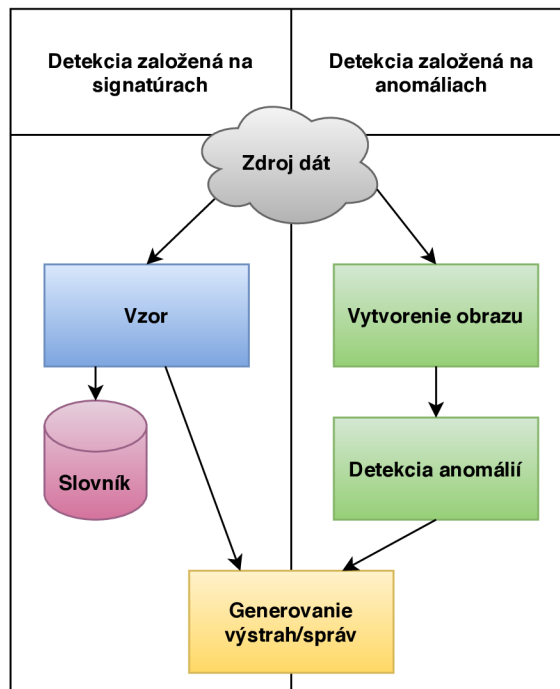 Detekcia založená na
signatúrach
Detekcia založená na
anomáliach
Zdroj dát
Vzor
Vytvorenie obrazu
Slovník
Detekcia anomálií
Generovanie
výstrah/správ